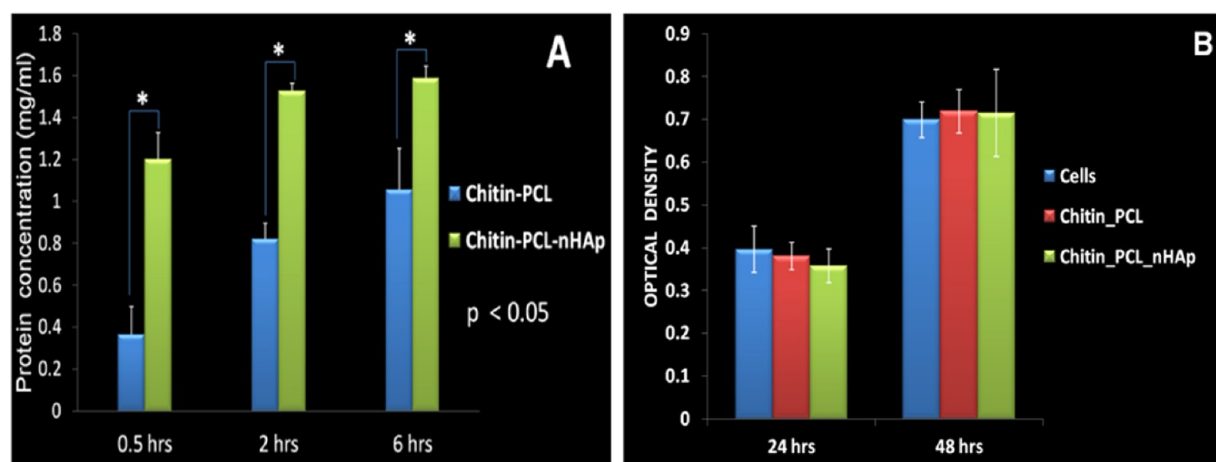 A
Protein concentration (mg/ml)
1.8
1.6
1.4
1.2
1
0.8
0.6
0.4
0.2
0
*
*
*
0.5 hrs
2 hrs
6 hrs
Chitin-PCL
Chitin-PCL-nHAp
p < 0.05
B
OPTICAL DENSITY
0.9
0.8
0.7
0.6
0.5
0.4
0.3
0.2
0.1
0
24 hrs
48 hrs
Cells
Chitin_PCL
Chitin_PCL_nHAp